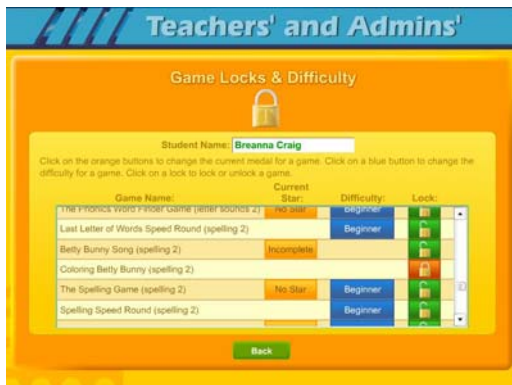 Teachers' and Admins'
Game Locks & Difficulty
Student Name: Breanna Craig
Click on the orange buttons to change the current medal for a game. Click on a blue button to change the
difficulty for a game. Click on a lock to lock or unlock a game.
Game Name: Current Star: Difficulty: Lock:
The Phonics Word Finder Game (letter sounds 2) No Star Beginner
Last Letter of Words Speed Round (spelling 2) Beginner
Betty Bunny Song (spelling 2) Incomplete
Coloring Betty Bunny (spelling 2)
The Spelling Game (spelling 2) No Star Beginner
Spelling Speed Round (spelling 2) Beginner
Back